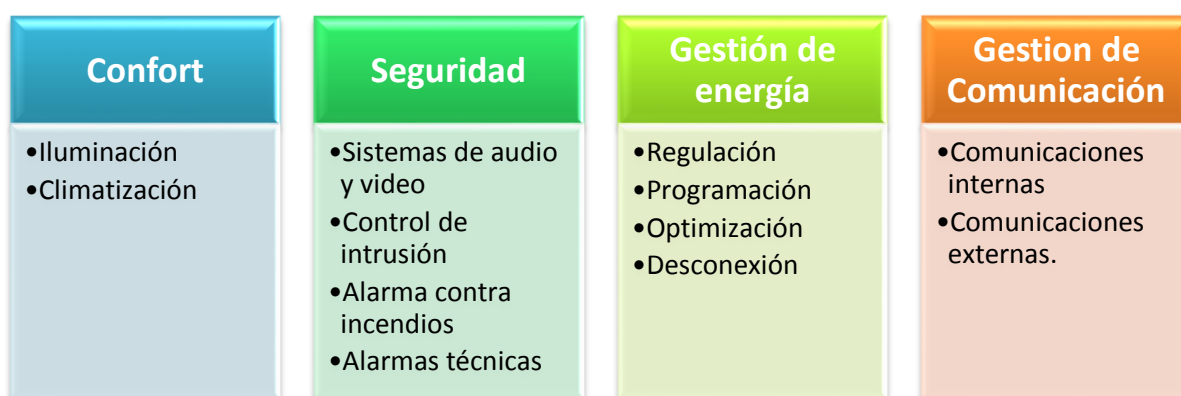 Confort
•Iluminación
•Climatización
Seguridad
•Sistemas de audio
y video
•Control de
intrusión
•Alarma contra
incendios
•Alarmas técnicas
Gestión de
energía
•Regulación
•Programación
•Optimización
•Desconexión
Gestion de
Comunicación
•Comunicaciones
internas
•Comunicaciones
externas.